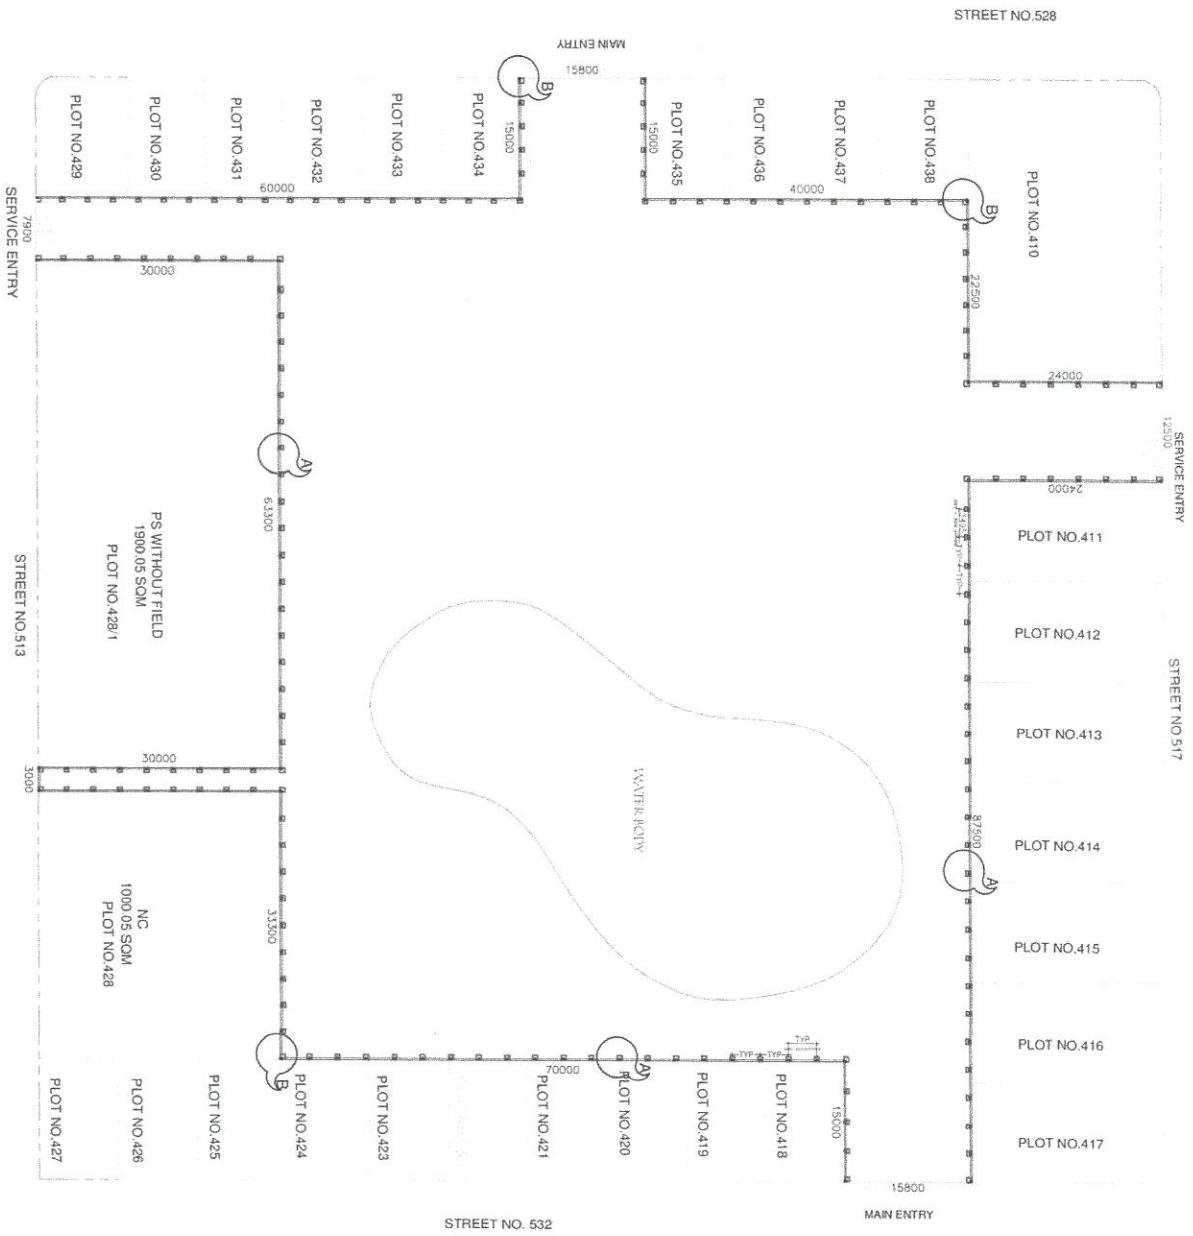 STREET NO.528
MAIN ENTRY
15800
B
PLOT NO.429
PLOT NO.430
PLOT NO.431
PLOT NO.432
PLOT NO.433
PLOT NO.434
15000
15000
PLOT NO.435
PLOT NO.436
PLOT NO.437
PLOT NO.438
60000
40000
B
PLOT NO.410
SERVICE ENTRY
7900
30000
22500
24000
12500
SERVICE ENTRY
24000
A
63300
PLOT NO.411
TYP
TYP
PS WITHOUT FIELD
1900.05 SQM
PLOT NO.428/1
STREET NO.513
PLOT NO.412
STREET NO.517
PLOT NO.413
30000
3000
WATER BODY
87500
PLOT NO.414
A
NC
1000.05 SQM
PLOT NO.428
33300
PLOT NO.415
PLOT NO.416
B
A
TYP
TYP
TYP
70000
PLOT NO.427
PLOT NO.426
PLOT NO.425
PLOT NO.424
PLOT NO.423
PLOT NO.421
PLOT NO.420
PLOT NO.419
PLOT NO.418
15000
PLOT NO.417
15800
MAIN ENTRY
STREET NO. 532